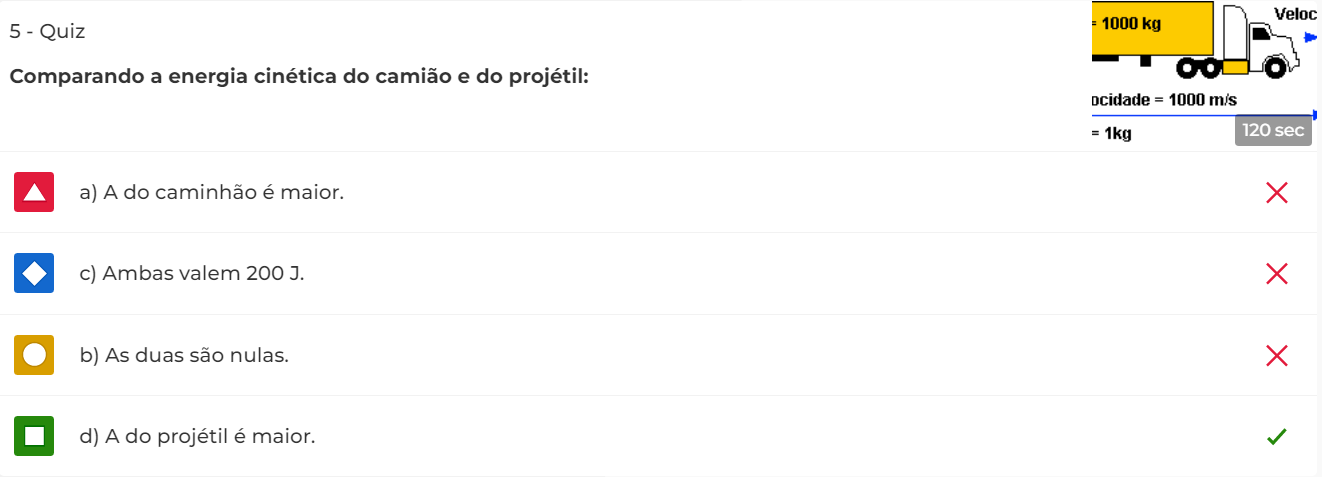 5 - Quiz
Comparando a energia cinética do camião e do projétil:
= 1000 kg
Veloc
ocidade = 1000 m/s
= 1kg
120 sec
a) A do caminhão é maior.
c) Ambas valem 200 J.
b) As duas são nulas.
d) A do projétil é maior.